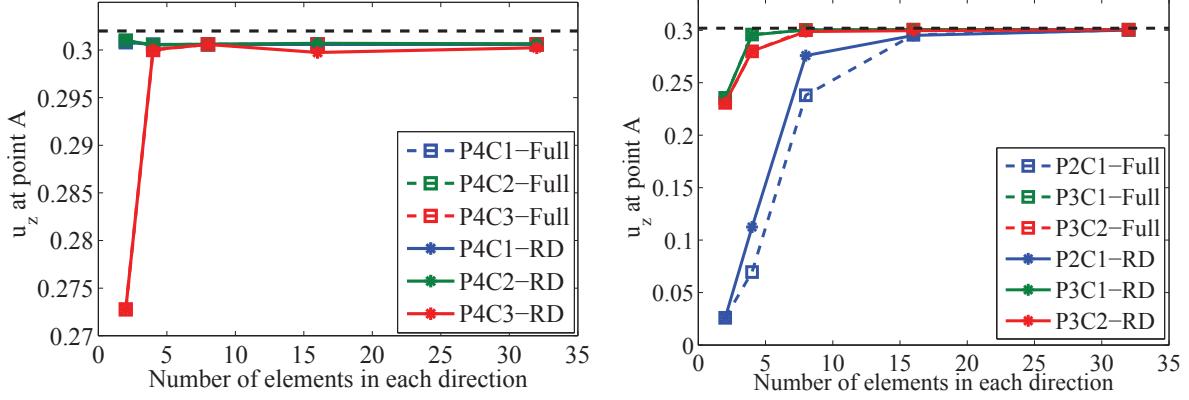 0.3
0.295
0.29
0.285
0.28
0.275
0.27
u_z at point A
0 5 10 15 20 25 30 35
Number of elements in each direction
P4C1−Full
P4C2−Full
P4C3−Full
P4C1−RD
P4C2−RD
P4C3−RD
0.3
0.25
0.2
0.15
0.1
0.05
0
u_z at point A
0 5 10 15 20 25 30 35
Number of elements in each direction
P2C1−Full
P3C1−Full
P3C2−Full
P2C1−RD
P3C1−RD
P3C2−RD